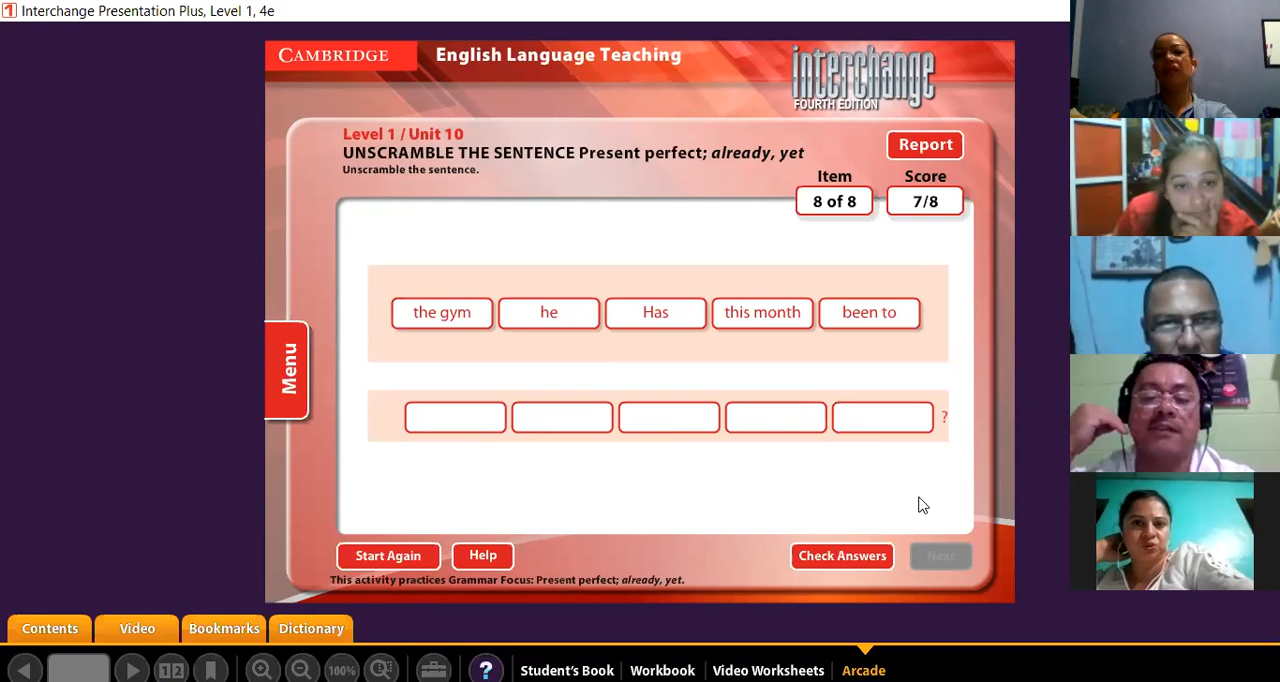 Interchange Presentation Plus, Level 1, 4e
CAMBRIDGE English Language Teaching
interchange
FOURTH EDITION
Level 1 / Unit 10
UNSCRAMBLE THE SENTENCE Present perfect; already, yet
Unscramble the sentence.
Report
Item Score
8 of 8 7/8
the gym he Has this month been to
?
Menu
Start Again Help Check Answers Next
This activity practices Grammar Focus: Present perfect; already, yet.
Contents Video Bookmarks Dictionary
1 2 100% ? Student's Book Workbook Video Worksheets Arcade